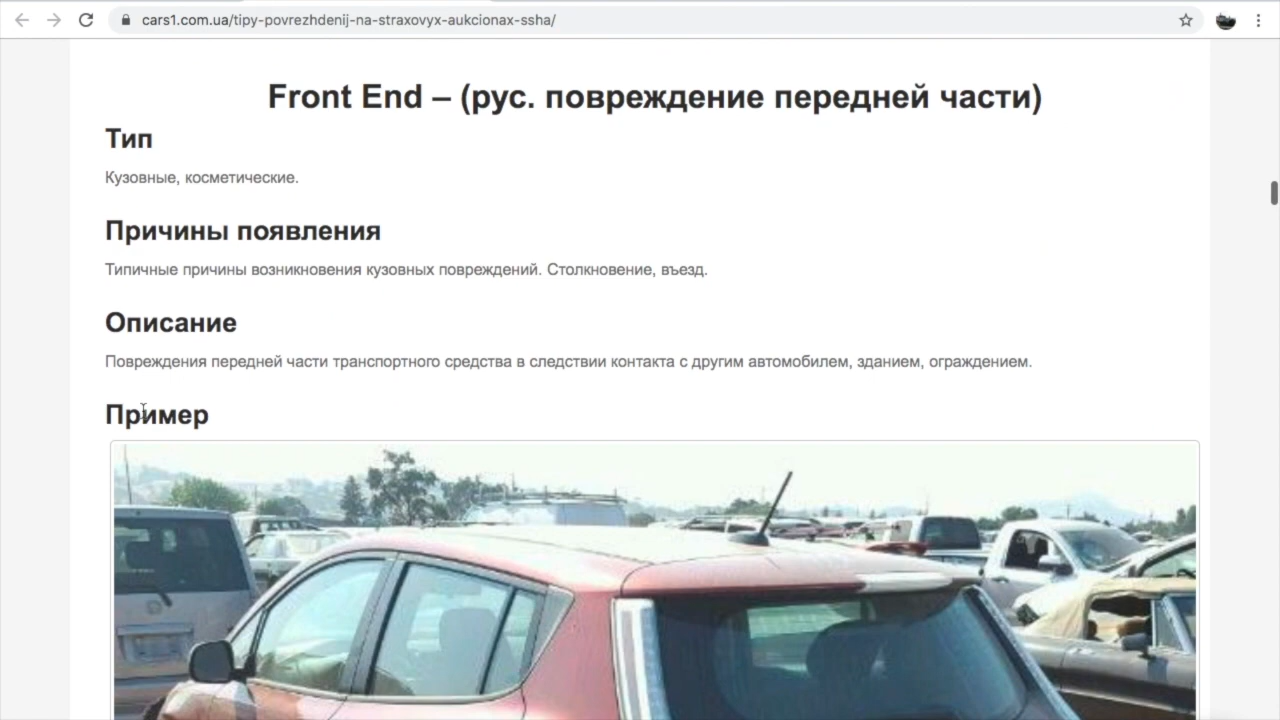 cars1.com.ua/tipy-povrezhdenij-na-straxovyx-aukcionax-ssha/
Front End – (рус. повреждение передней части)
Тип
Кузовные, косметические.
Причины появления
Типичные причины возникновения кузовных повреждений. Столкновение, въезд.
Описание
Повреждения передней части транспортного средства в следствии контакта с другим автомобилем, зданием, ограждением.
Пример